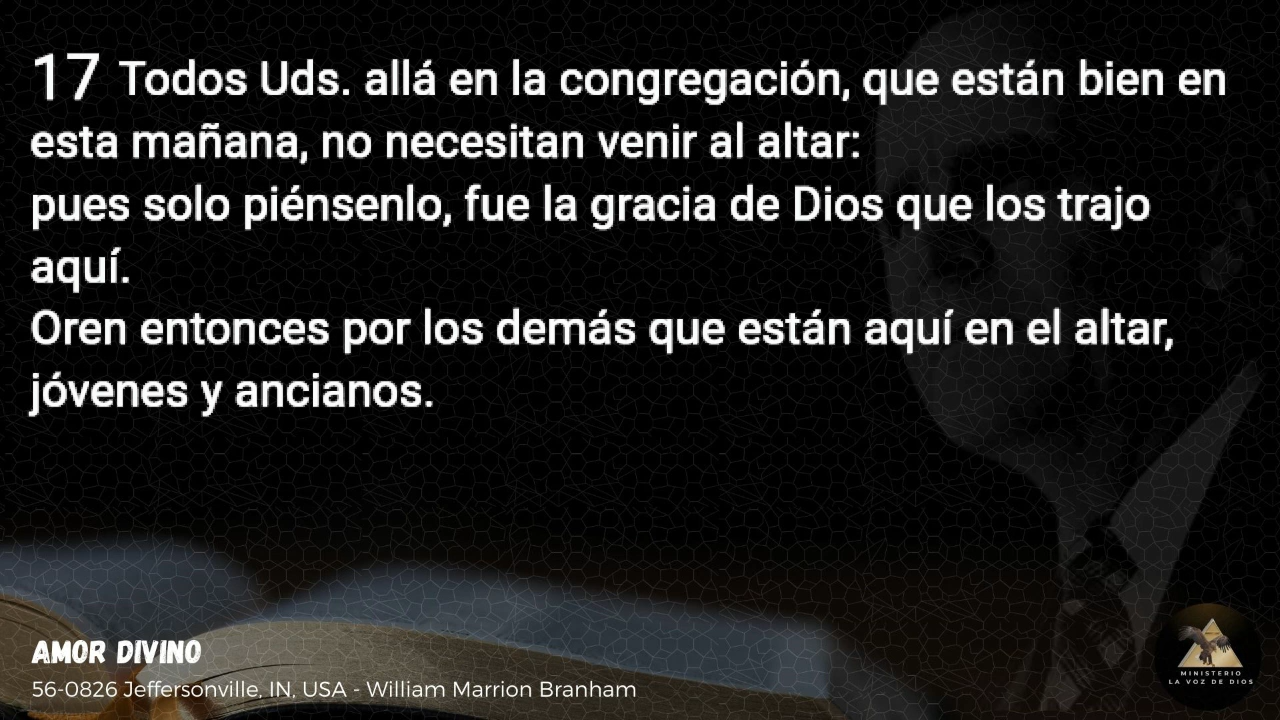 17 Todos Uds. allá en la congregación, que están bien en
esta mañana, no necesitan venir al altar:
pues solo piénsenlo, fue la gracia de Dios que los trajo
aquí.
Oren entonces por los demás que están aquí en el altar,
jóvenes y ancianos.
AMOR DIVINO
56-0826 Jeffersonville, IN, USA - William Marrion Branham
MINISTERIO
LA VOZ DE DIOS